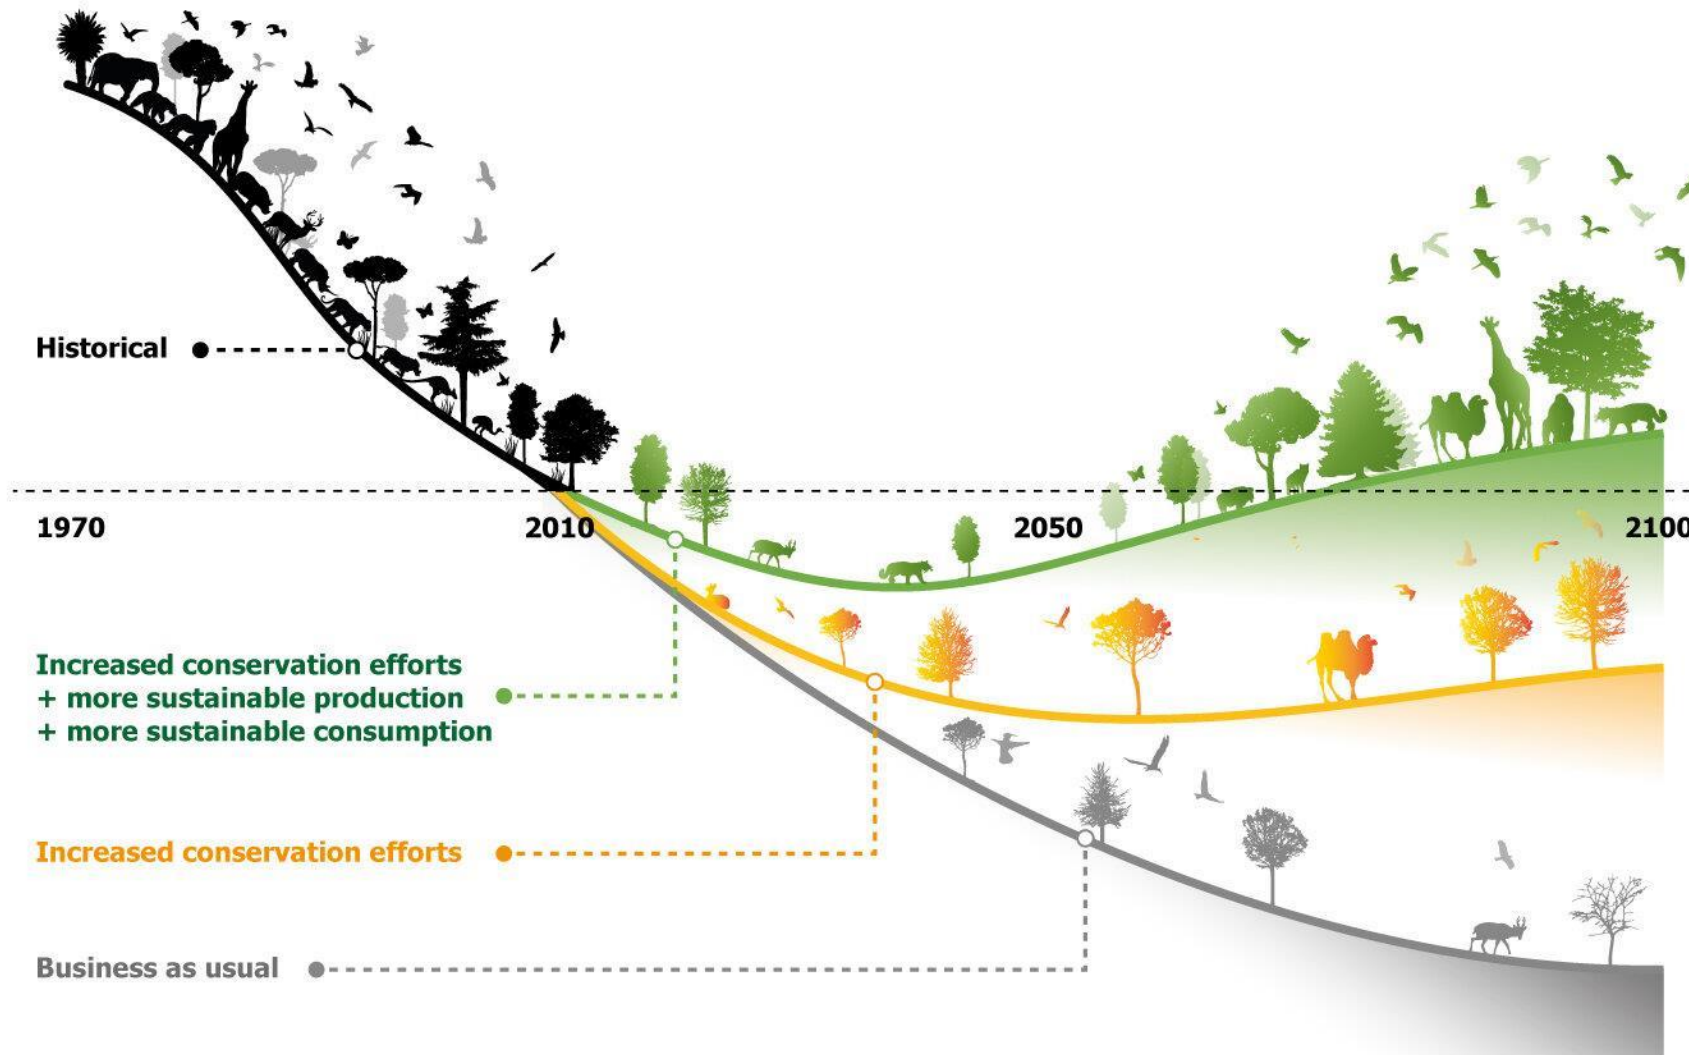 Historical
1970
2010
2050
2100
Increased conservation efforts
+ more sustainable production
+ more sustainable consumption
Increased conservation efforts
Business as usual